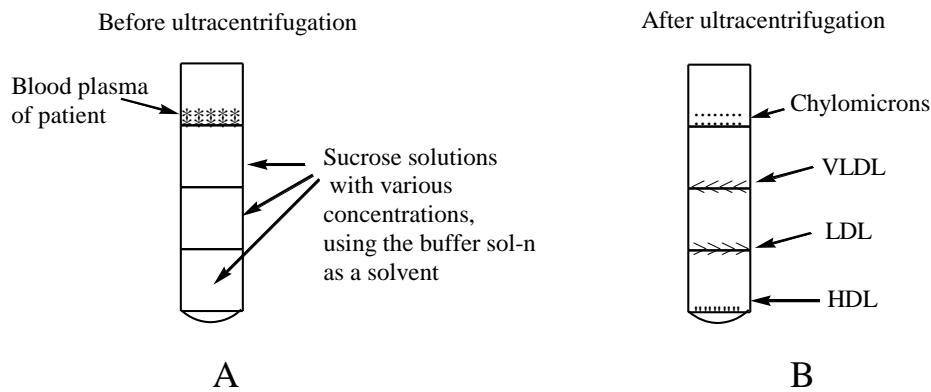 Before ultracentrifugation
Blood plasma
of patient
Sucrose solutions
with various
concentrations,
using the buffer sol-n
as a solvent
A
After ultracentrifugation
Chylomicrons
VLDL
LDL
HDL
B